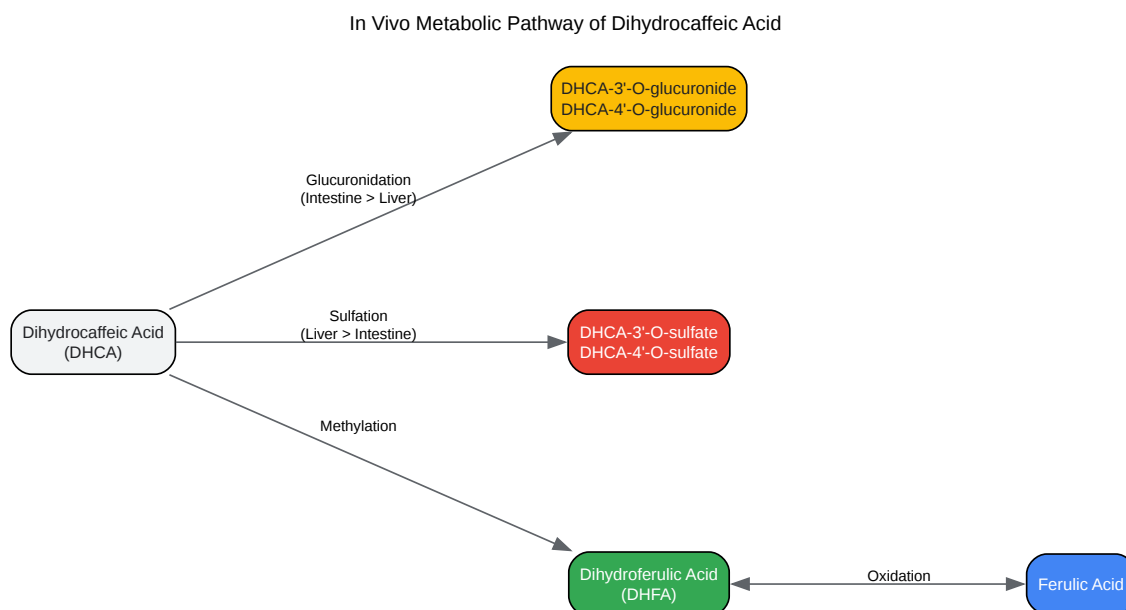 In Vivo Metabolic Pathway of Dihydrocaffeic Acid
DHCA-3'-O-glucuronide
DHCA-4'-O-glucuronide
Glucuronidation
(Intestine > Liver)
Dihydrocaffeic Acid
(DHCA)
Sulfation
(Liver > Intestine)
DHCA-3'-O-sulfate
DHCA-4'-O-sulfate
Methylation
Dihydroferulic Acid
(DHFA)
Oxidation
Ferulic Acid